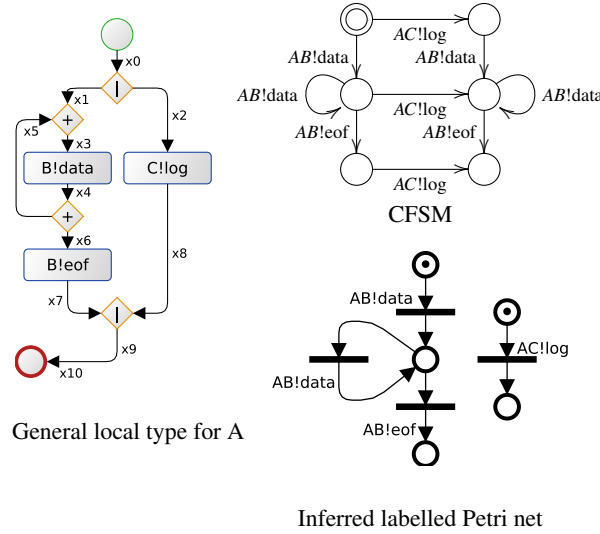 x0
|
x1
x2
+
x5
x3
B!data
C!log
x4
+
x6
B!eof
x8
x7
|
x9
x10
General local type for A
AC!log
AB!data
AB!data
AB!data
AB!data
AC!log
AB!eof
AB!eof
AC!log
CFSM
AB!data
AC!log
AB!data
AB!eof
Inferred labelled Petri net